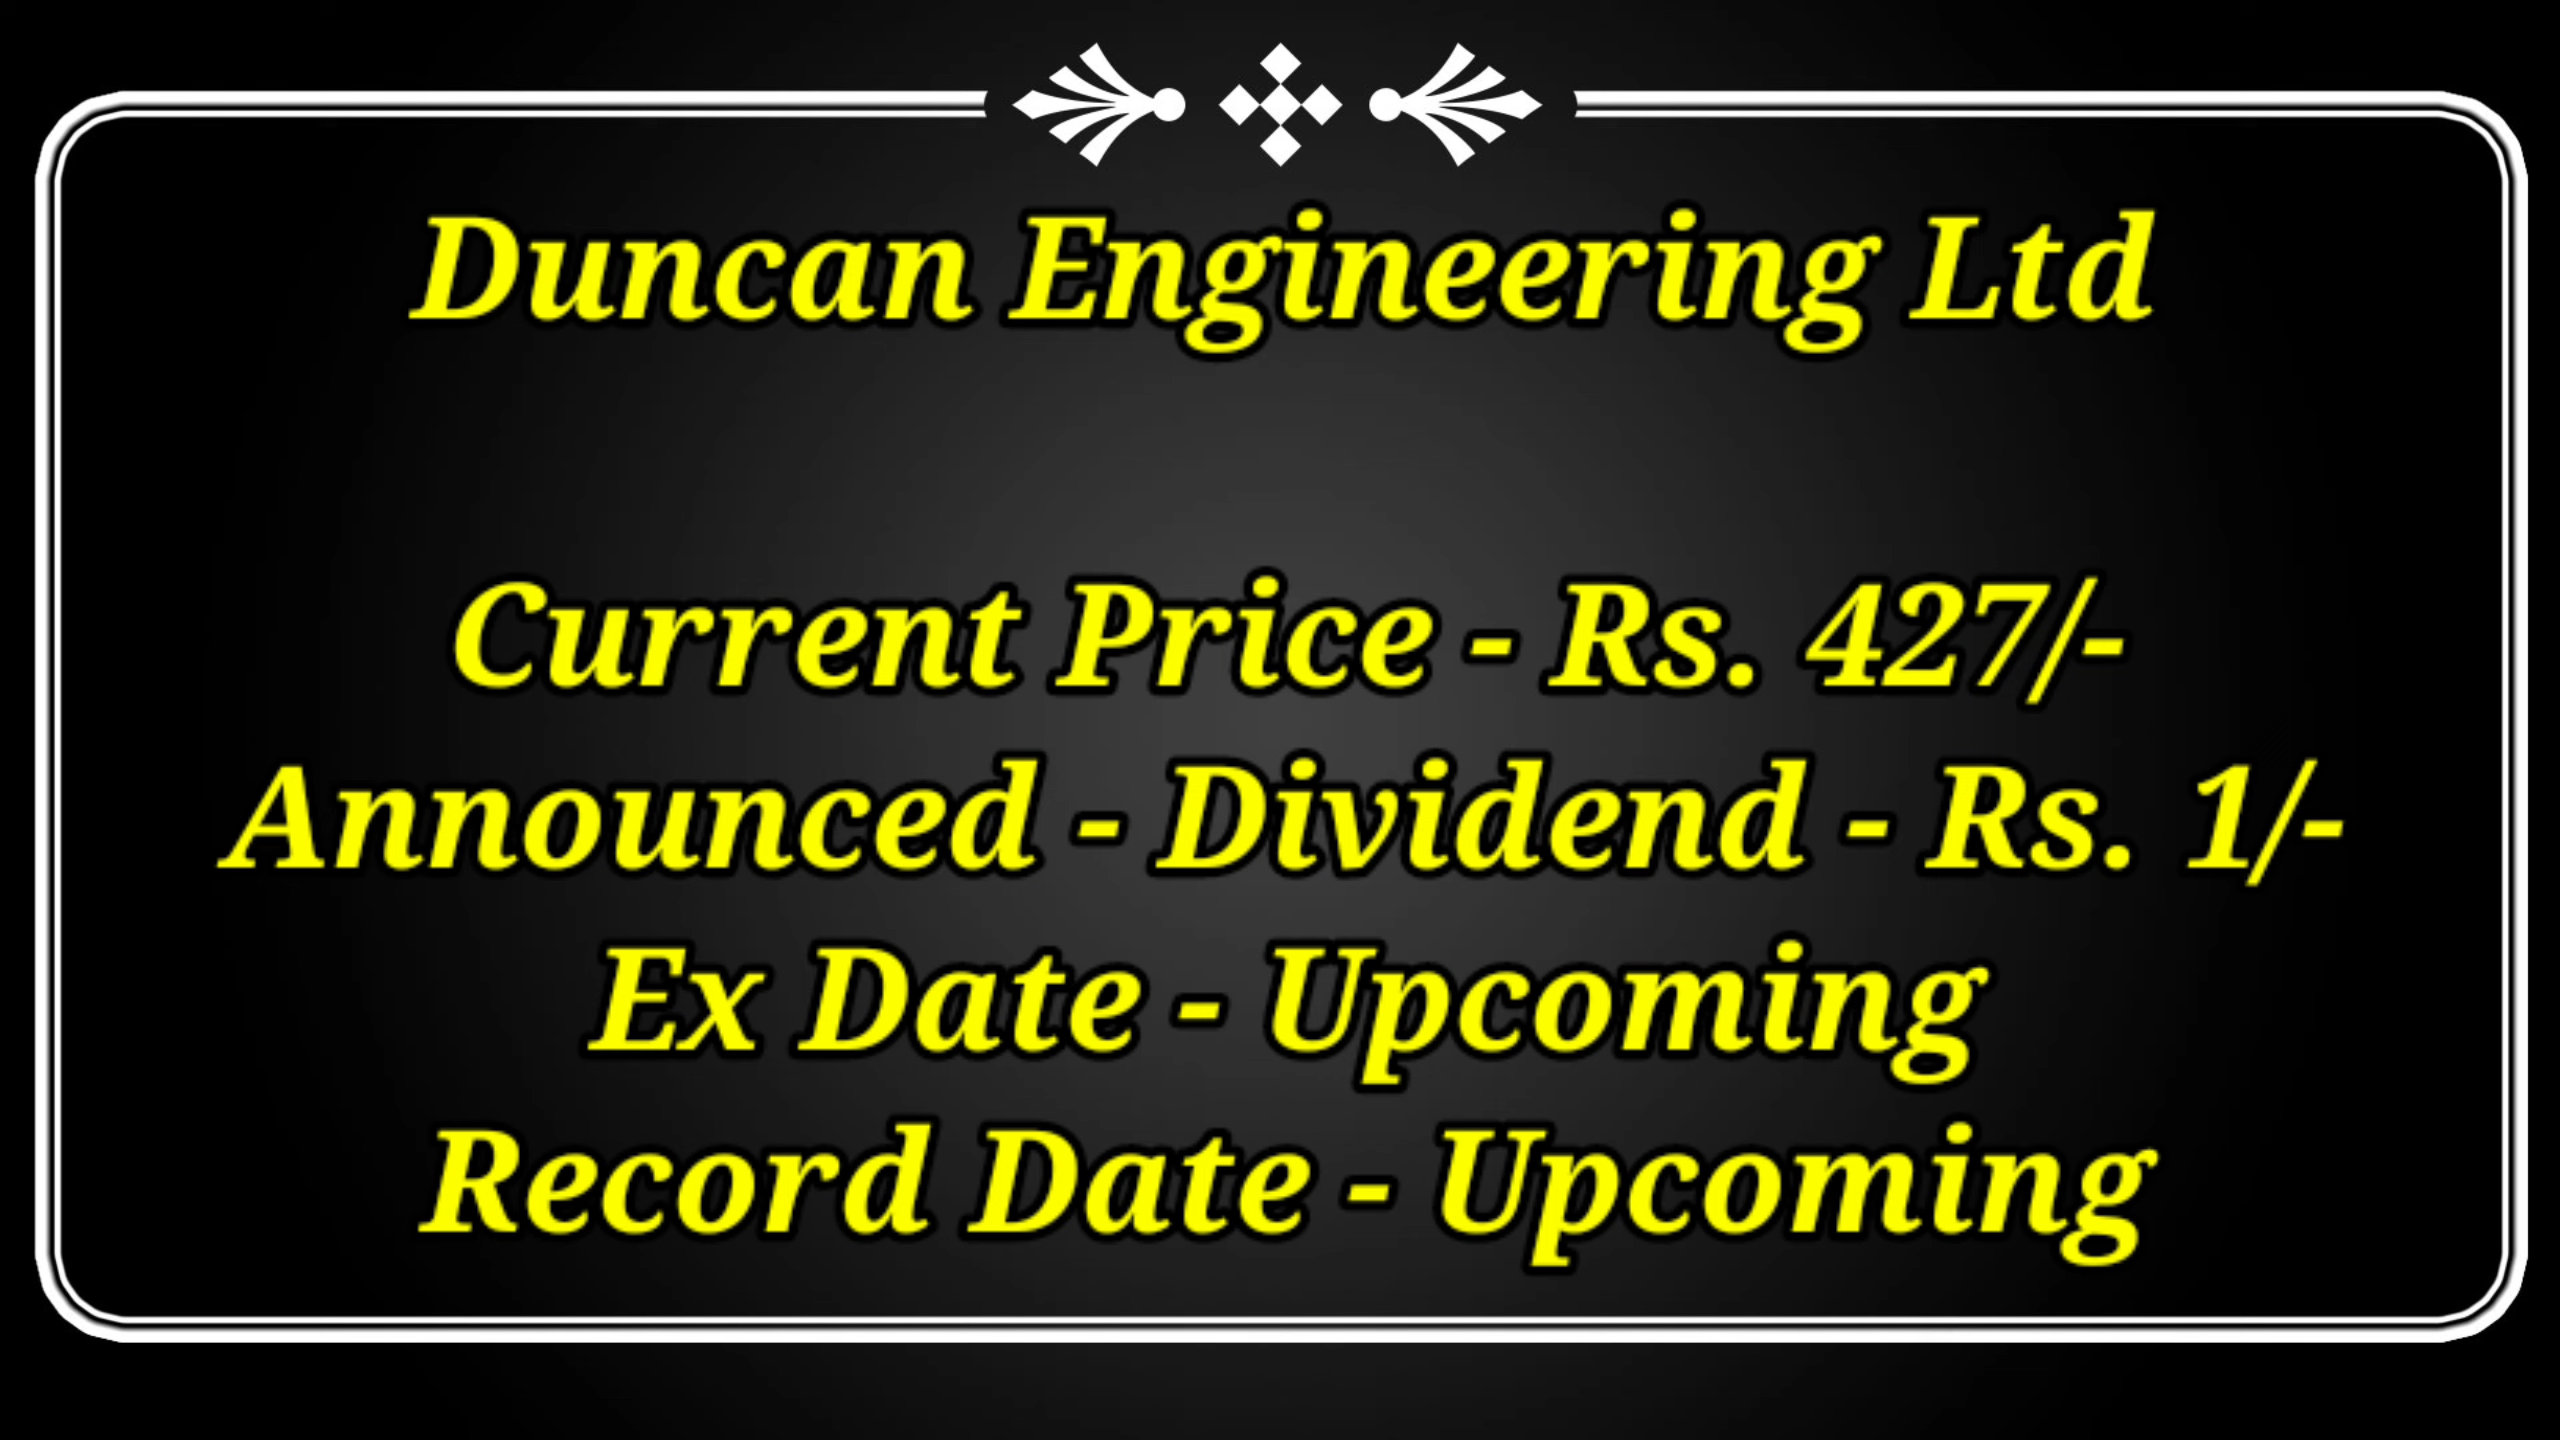 Duncan Engineering Ltd
Current Price - Rs. 427/-
Announced - Dividend - Rs. 1/-
Ex Date - Upcoming
Record Date - Upcoming